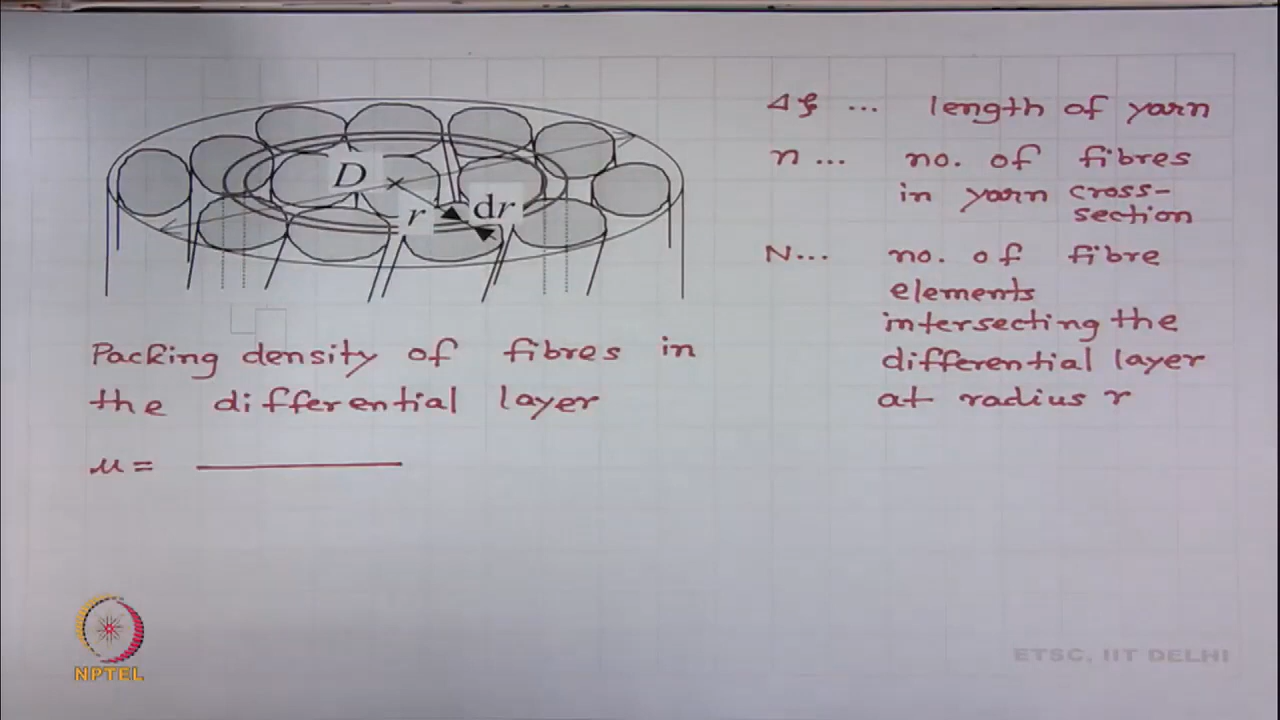 D
r
dr
Packing density of fibres in
the differential layer
μ =
Δξ ... length of yarn
n ... no. of fibres
in yarn cross-
section
N... no. of fibre
elements
intersecting the
differential layer
at radius r
NPTEL
ETSC, IIT DELHI